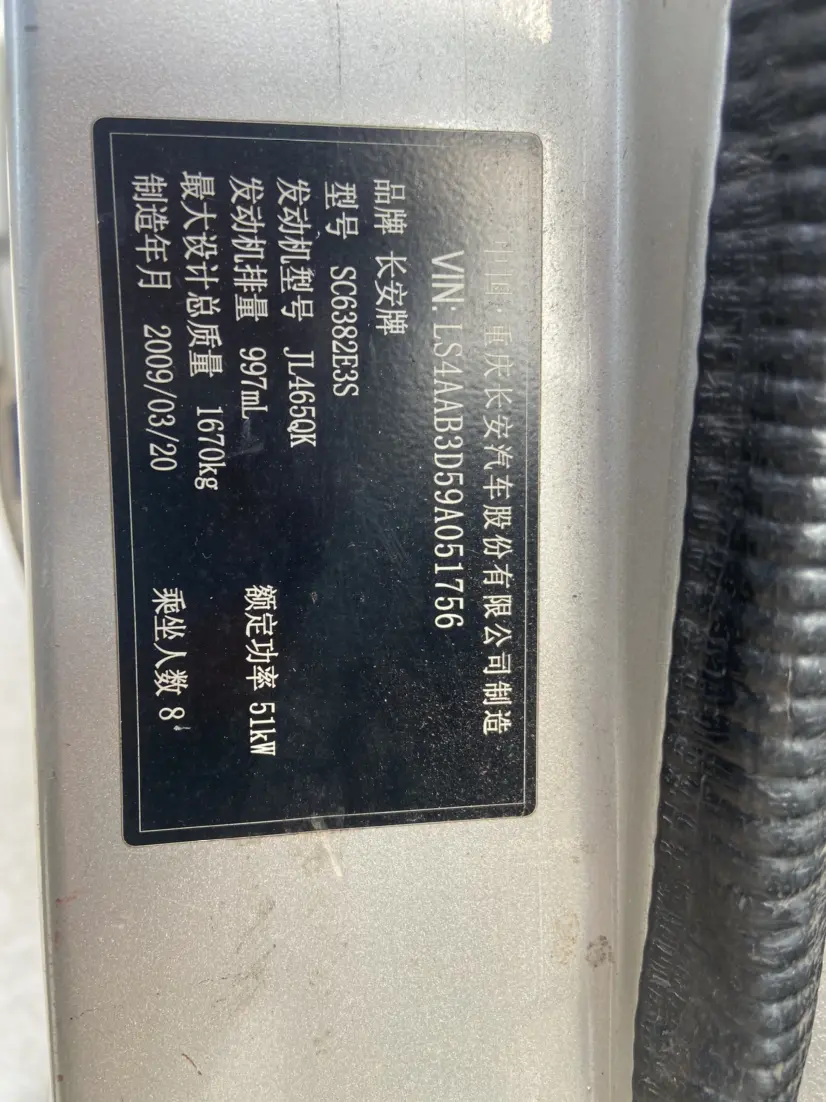 中国·重庆长安汽车股份有限公司制造
VIN: LS4AAB3D59A051756
品牌 长安牌
型号 SC6382E3S
发动机型号 JL465QK
发动机排量 997mL 额定功率 51kW
最大设计总质量 1670kg
制造年月 2009/03/20 乘坐人数 8